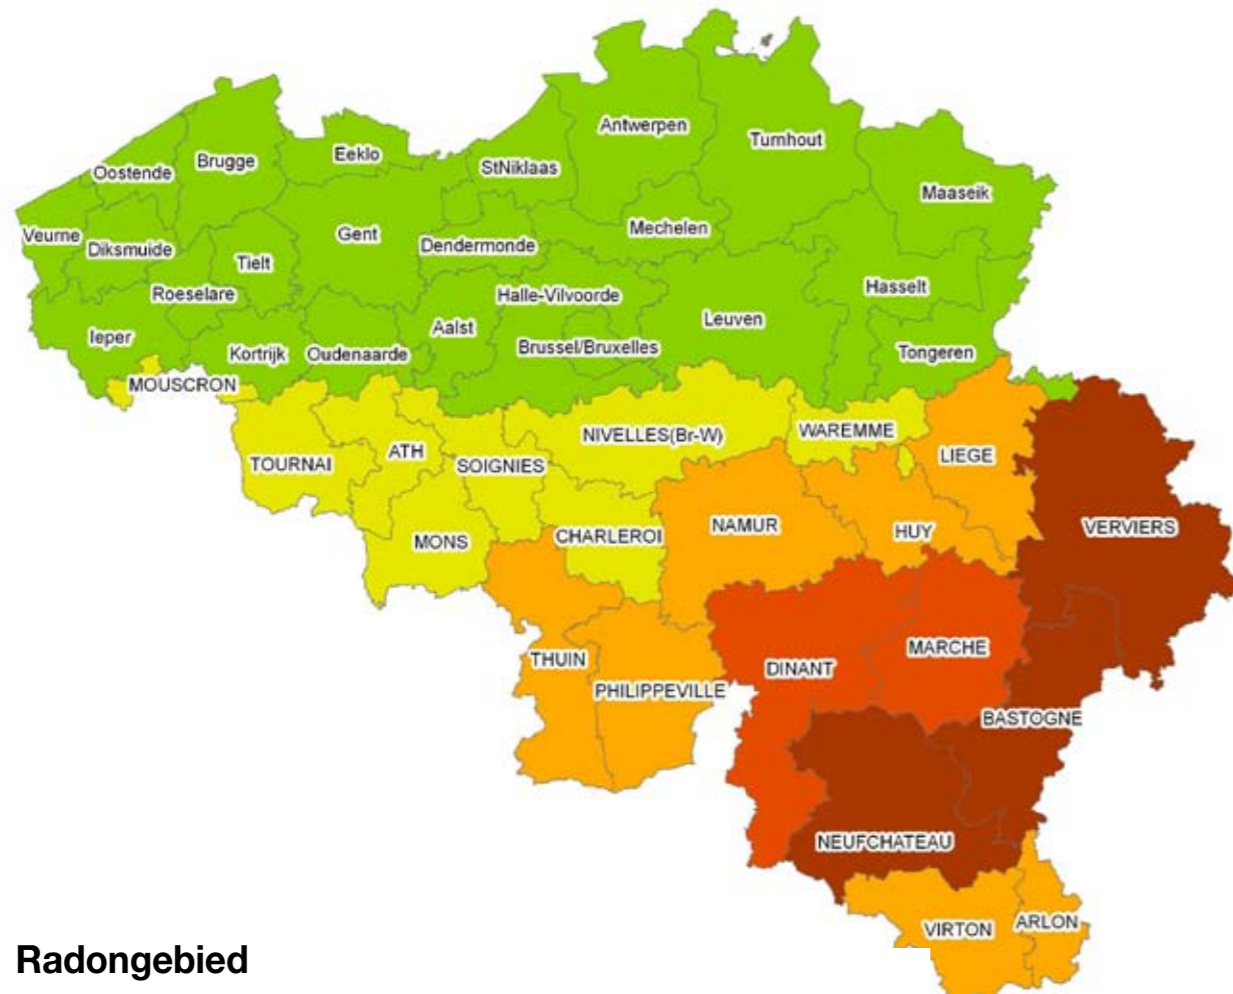 Antwerpen
Turnhout
Eeklo
StNiklaas
Brugge
Oostende
Maaseik
Mechelen
Veurne
Gent
Dendermonde
Diksmuide
Tielt
Hasselt
Roeselare
Halle-Vilvoorde
Leuven
Aalst
Ieper
Brussel/Bruxelles
Kortrijk
Oudenaarde
Tongeren
MOUSCRON
NIVELLES(Br-W)
WAREMME
ATH
LIEGE
TOURNAI
SOIGNIES
NAMUR
VERVIERS
HUY
CHARLEROI
MONS
MARCHE
THUIN
DINANT
PHILIPPEVILLE
BASTOGNE
NEUFCHATEAU
ARLON
VIRTON
Radongebied